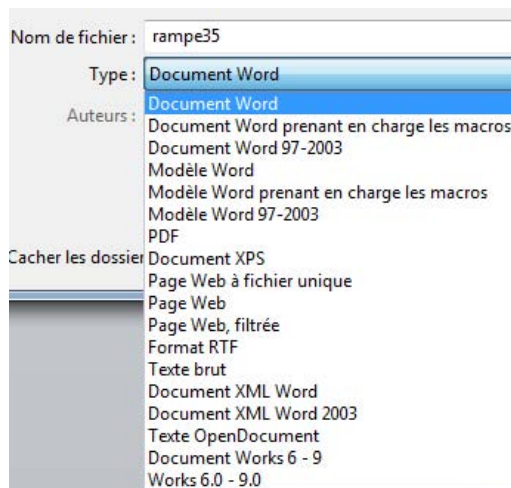 Nom de fichier : rampe35
Type : Document Word
Auteurs :
Document Word
Document Word prenant en charge les macros
Document Word 97-2003
Modèle Word
Modèle Word prenant en charge les macros
Modèle Word 97-2003
PDF
Cacher les dossier
Document XPS
Page Web à fichier unique
Page Web
Page Web, filtrée
Format RTF
Texte brut
Document XML Word
Document XML Word 2003
Texte OpenDocument
Document Works 6 - 9
Works 6.0 - 9.0